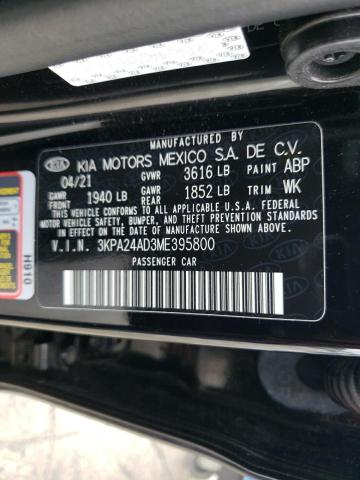 MANUFACTURED BY
KIA KIA MOTORS MEXICO S.A. DE C.V.
04/21 GVWR 3616 LB PAINT ABP
GAWR FRONT 1940 LB GAWR REAR 1852 LB TRIM WK
THIS VEHICLE CONFORMS TO ALL APPLICABLE U.S.A. FEDERAL
MOTOR VEHICLE SAFETY, BUMPER, AND THEFT PREVENTION
STANDARDS IN EFFECT ON THE DATE OF MANUFACTURE SHOWN ABOVE.
V.I.N. 3KPA24AD3ME395800
PASSENGER CAR
H910